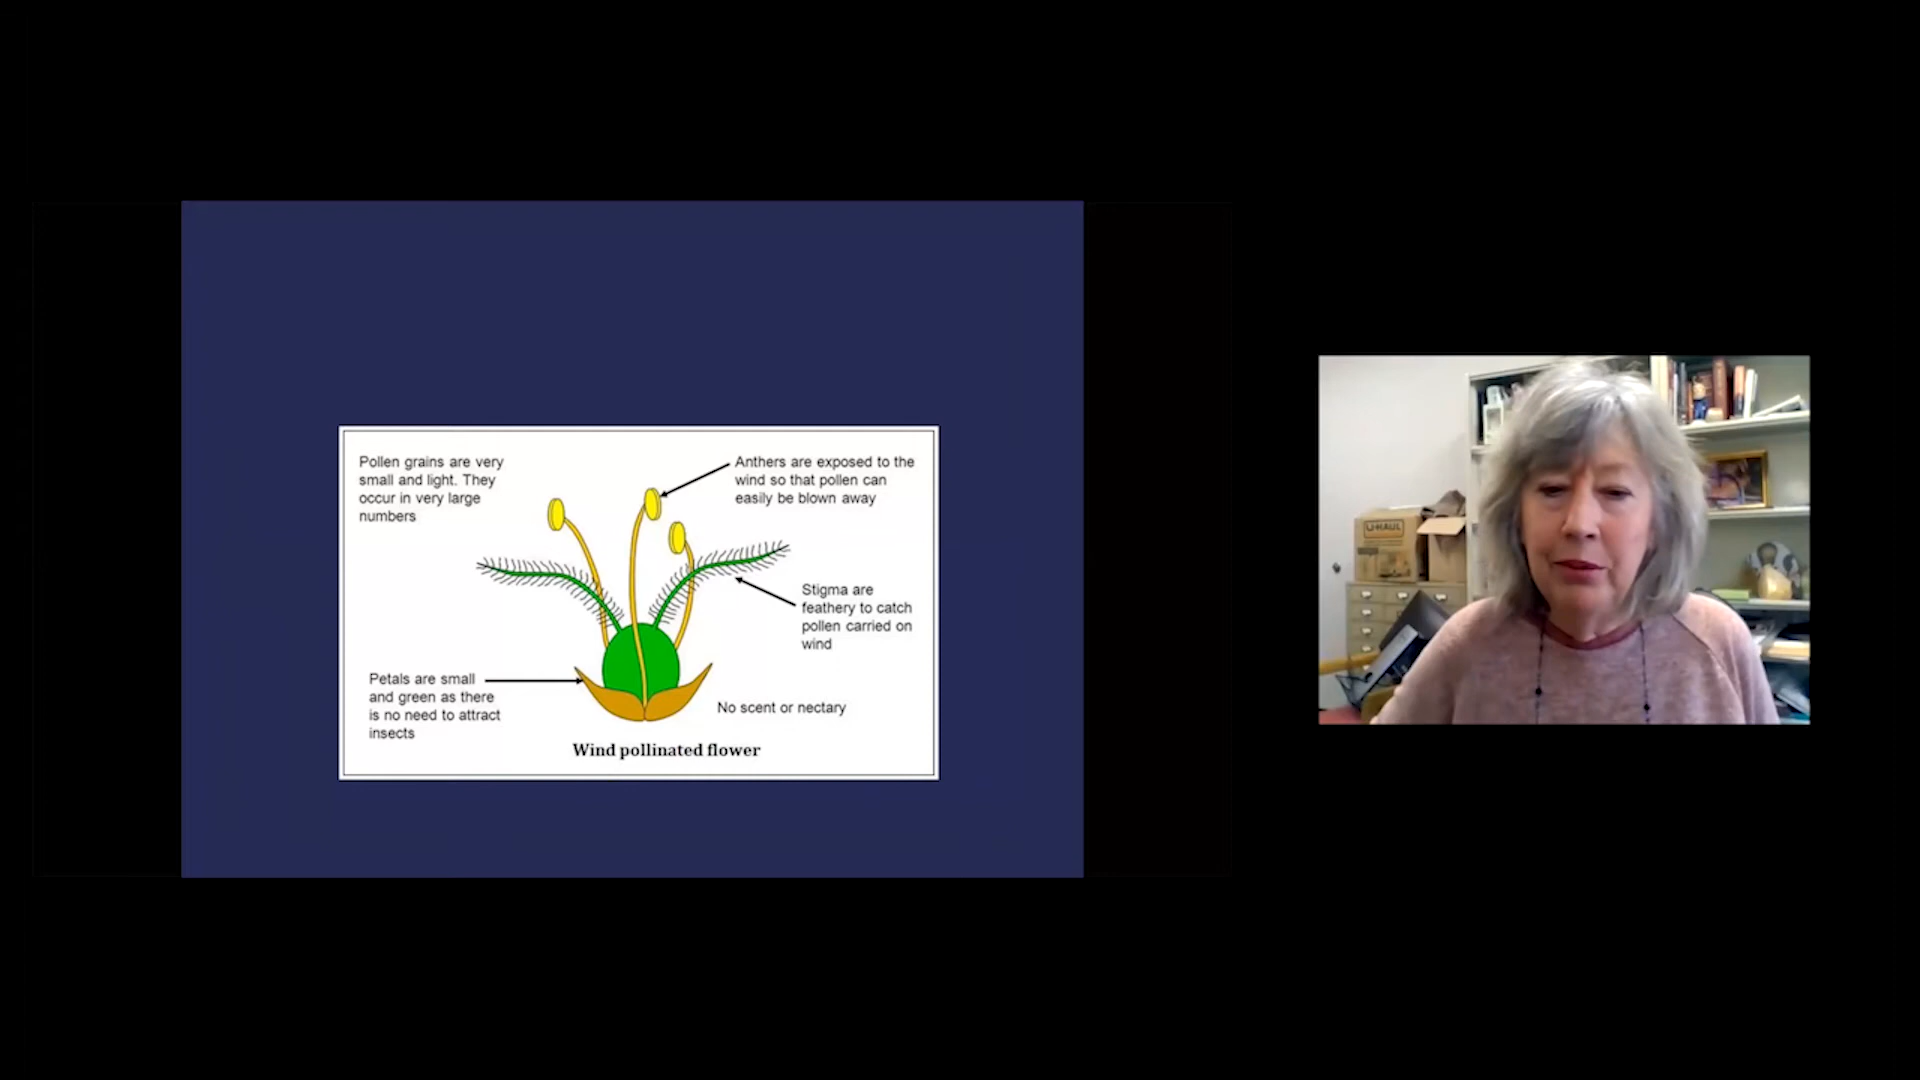 Pollen grains are very
small and light. They
occur in very large
numbers
Anthers are exposed to the
wind so that pollen can
easily be blown away
Stigma are
feathery to catch
pollen carried on
wind
Petals are small
and green as there
is no need to attract
insects
No scent or nectary
Wind pollinated flower
U-HAUL